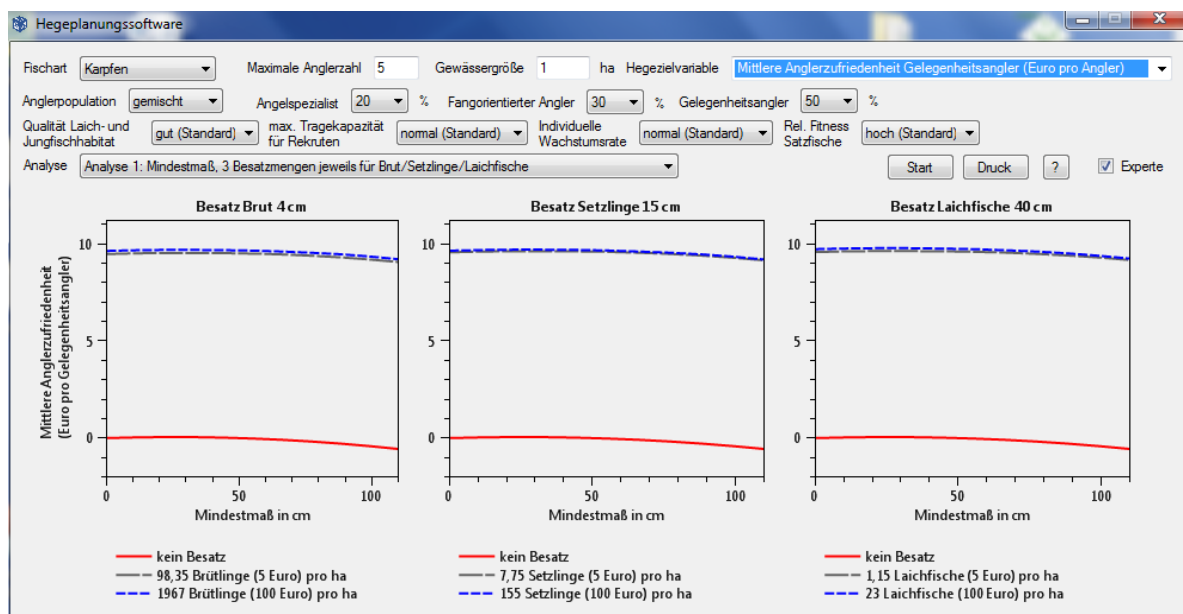 Hegeplanungssoftware
Fischart Karpfen Maximale Anglerzahl 5 Gewässergröße 1 ha Hegezielvariable Mittlere Anglerzufriedenheit Gelegenheitsangler (Euro pro Angler)
Anglerpopulation gemischt Angelspezialist 20 % Fangorientierter Angler 30 % Gelegenheitsangler 50 %
Qualität Laich- und Jungfischhabitat gut (Standard) max. Tragekapazität für Rekruten normal (Standard) Individuelle Wachstumsrate normal (Standard) Rel. Fitness Satzfische hoch (Standard)
Analyse Analyse 1: Mindestmaß, 3 Besatzmengen jeweils für Brut/Setzlinge/Laichfische Start Druck ? Experte
Besatz Brut 4 cm
Mittlere Anglerzufriedenheit
(Euro pro Gelegenheitsangler)
10
5
0
0 50 100
Mindestmaß in cm
kein Besatz
98,35 Brütlinge (5 Euro) pro ha
1967 Brütlinge (100 Euro) pro ha
Besatz Setzlinge 15 cm
10
5
0
0 50 100
Mindestmaß in cm
kein Besatz
7,75 Setzlinge (5 Euro) pro ha
155 Setzlinge (100 Euro) pro ha
Besatz Laichfische 40 cm
10
5
0
0 50 100
Mindestmaß in cm
kein Besatz
1,15 Laichfische (5 Euro) pro ha
23 Laichfische (100 Euro) pro ha